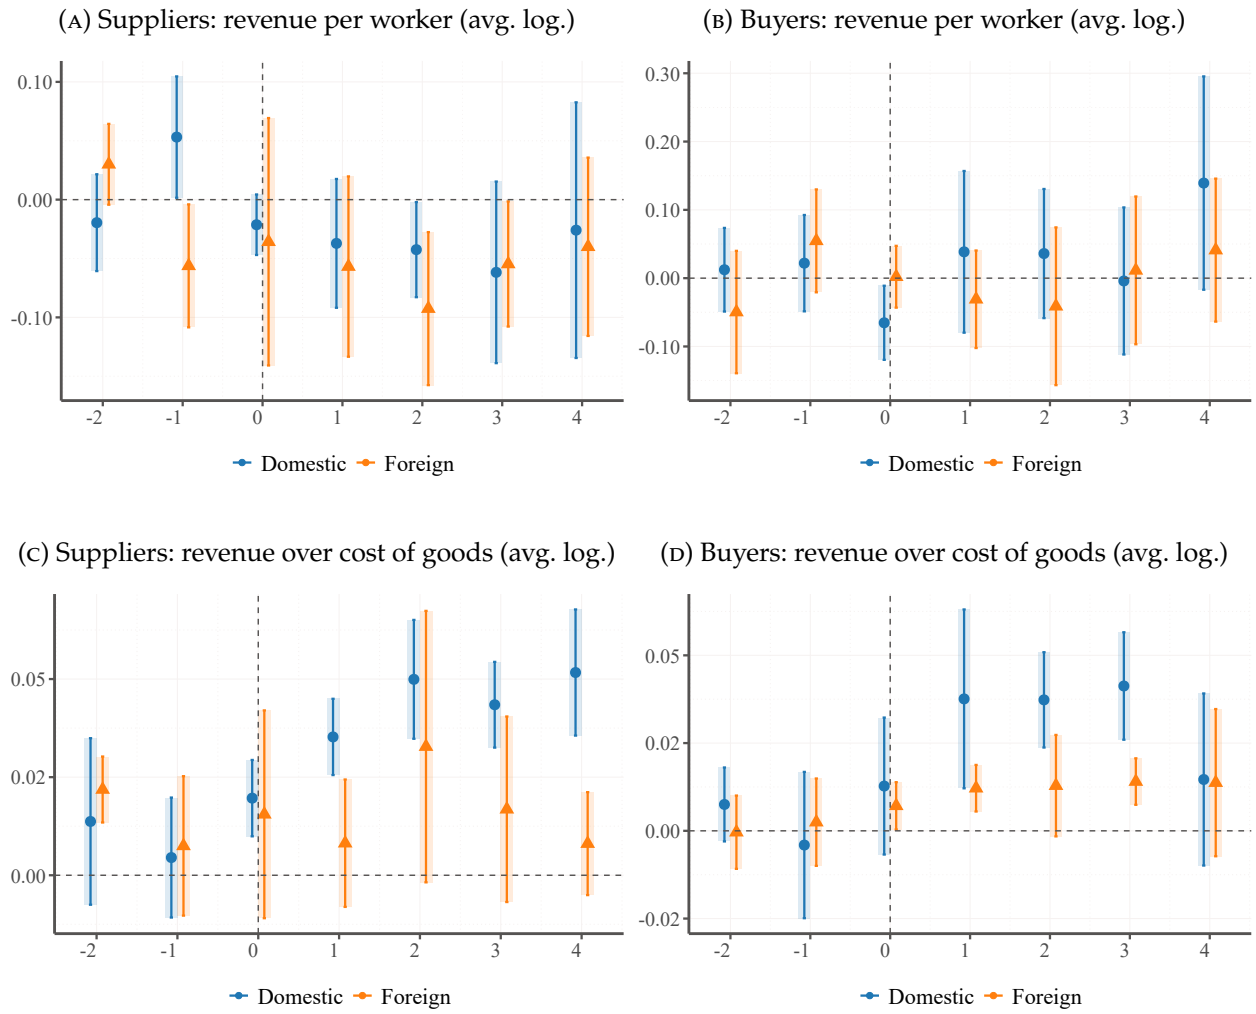 (A) Suppliers: revenue per worker (avg. log.)
0.10
0.00
-0.10
-2 -1 0 1 2 3 4
Domestic Foreign
(B) Buyers: revenue per worker (avg. log.)
0.30
0.20
0.10
0.00
-0.10
-2 -1 0 1 2 3 4
Domestic Foreign
(C) Suppliers: revenue over cost of goods (avg. log.)
0.05
0.02
0.00
-2 -1 0 1 2 3 4
Domestic Foreign
(D) Buyers: revenue over cost of goods (avg. log.)
0.05
0.02
0.00
-0.02
-2 -1 0 1 2 3 4
Domestic Foreign